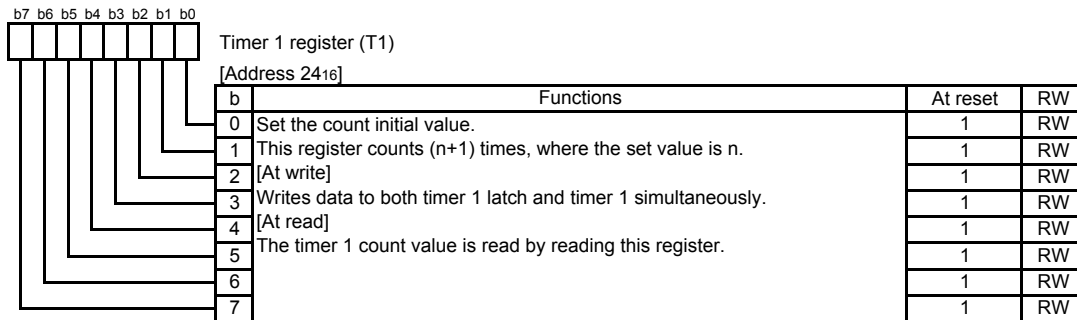 b7 b6 b5 b4 b3 b2 b1 b0
Timer 1 register (T1)
[Address 2416]
b Functions At reset RW
0 Set the count initial value. 1 RW
1 This register counts (n+1) times, where the set value is n. 1 RW
2 [At write] 1 RW
3 Writes data to both timer 1 latch and timer 1 simultaneously. 1 RW
4 [At read] 1 RW
5 The timer 1 count value is read by reading this register. 1 RW
6 1 RW
7 1 RW